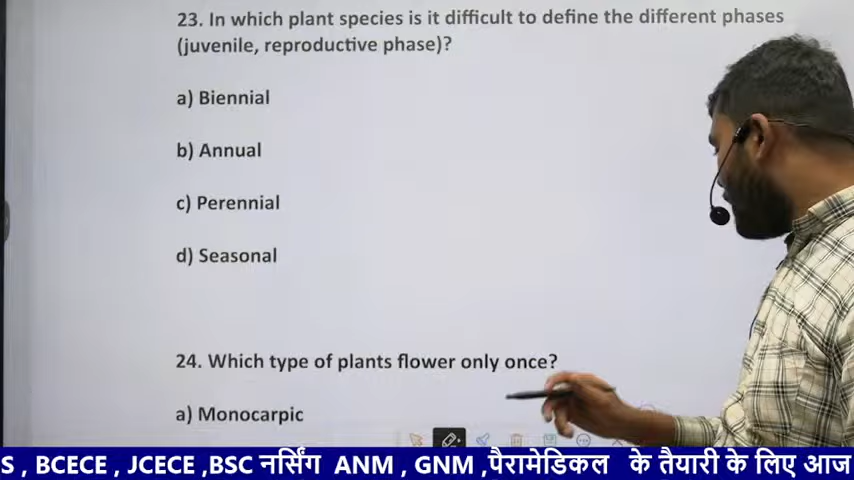 23. In which plant species is it difficult to define the different phases
(juvenile, reproductive phase)?
a) Biennial
b) Annual
c) Perennial
d) Seasonal
24. Which type of plants flower only once?
a) Monocarpic
S , BCECE , JCECE ,BSC नर्सिंग ANM , GNM ,पैरामेडिकल के तैयारी के लिए आज